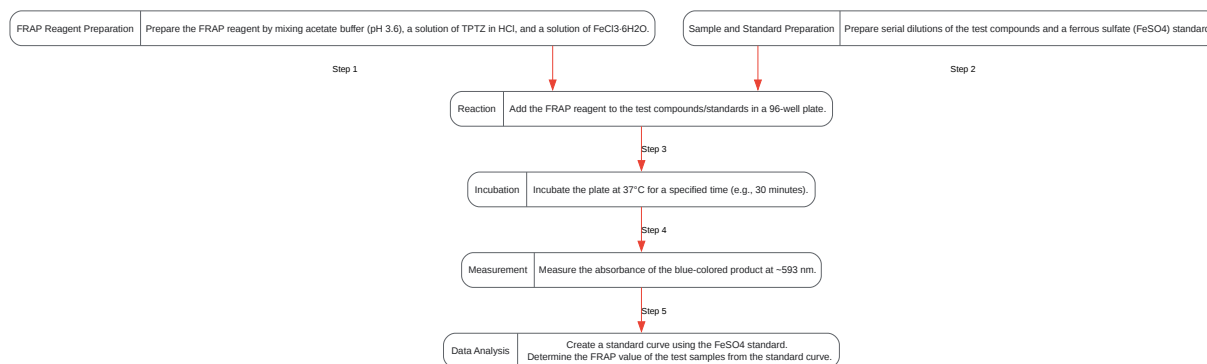 FRAP Reagent Preparation
Prepare the FRAP reagent by mixing acetate buffer (pH 3.6), a solution of TPTZ in HCl, and a solution of FeCl3·6H2O.
Sample and Standard Preparation
Prepare serial dilutions of the test compounds and a ferrous sulfate (FeSO4) standard
Step 1
Step 2
Reaction
Add the FRAP reagent to the test compounds/standards in a 96-well plate.
Step 3
Incubation
Incubate the plate at 37°C for a specified time (e.g., 30 minutes).
Step 4
Measurement
Measure the absorbance of the blue-colored product at ~593 nm.
Step 5
Data Analysis
Create a standard curve using the FeSO4 standard.
Determine the FRAP value of the test samples from the standard curve.